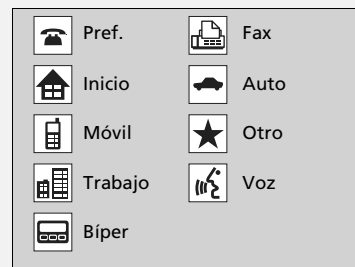 Pref.
Fax
Inicio
Auto
Móvil
Otro
Trabajo
Voz
Bíper